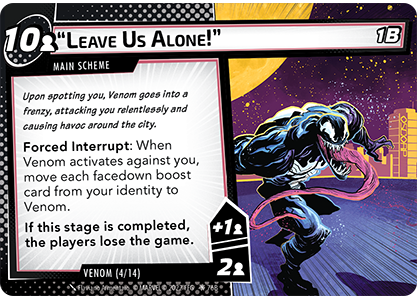 10 "Leave Us Alone!" 1B
MAIN SCHEME
Upon spotting you, Venom goes into a
frenzy, attacking you relentlessly and
causing havoc around the city.
Forced Interrupt: When
Venom activates against you,
move each facedown boost
card from your identity to
Venom.
If this stage is completed,
the players lose the game.
+1
2
VENOM (4/14)
© MARVEL